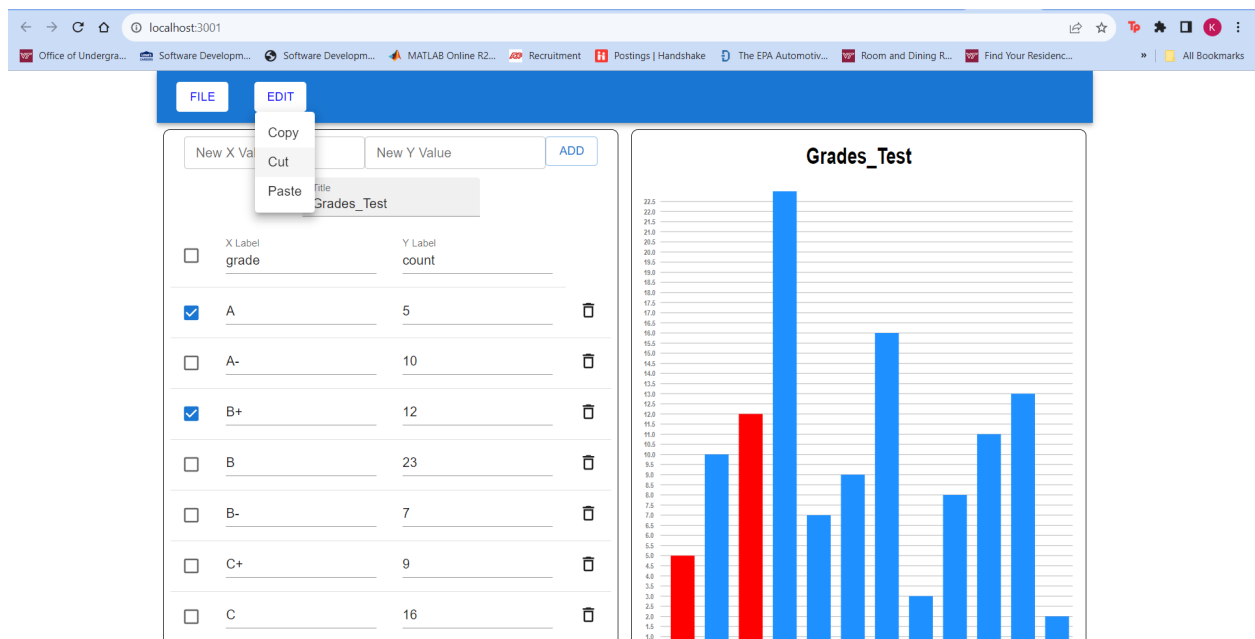 localhost:3001
Tp
K
Office of Undergra...
Software Developm...
Software Developm...
MATLAB Online R2...
ADP
Recruitment
Postings | Handshake
The EPA Automotiv...
Room and Dining R...
Find Your Residenc...
»
All Bookmarks
FILE
EDIT
Copy
Cut
Paste
New X Val
New Y Value
ADD
Title
Grades_Test
X Label
grade
Y Label
count
A
5
A-
10
B+
12
B
23
B-
7
C+
9
C
16
Grades_Test
22.5
22.0
21.5
21.0
20.5
20.0
19.5
19.0
18.5
18.0
17.5
17.0
16.5
16.0
15.5
15.0
14.5
14.0
13.5
13.0
12.5
12.0
11.5
11.0
10.5
10.0
9.5
9.0
8.5
8.0
7.5
7.0
6.5
6.0
5.5
5.0
4.5
4.0
3.5
3.0
2.5
2.0
1.5
1.0